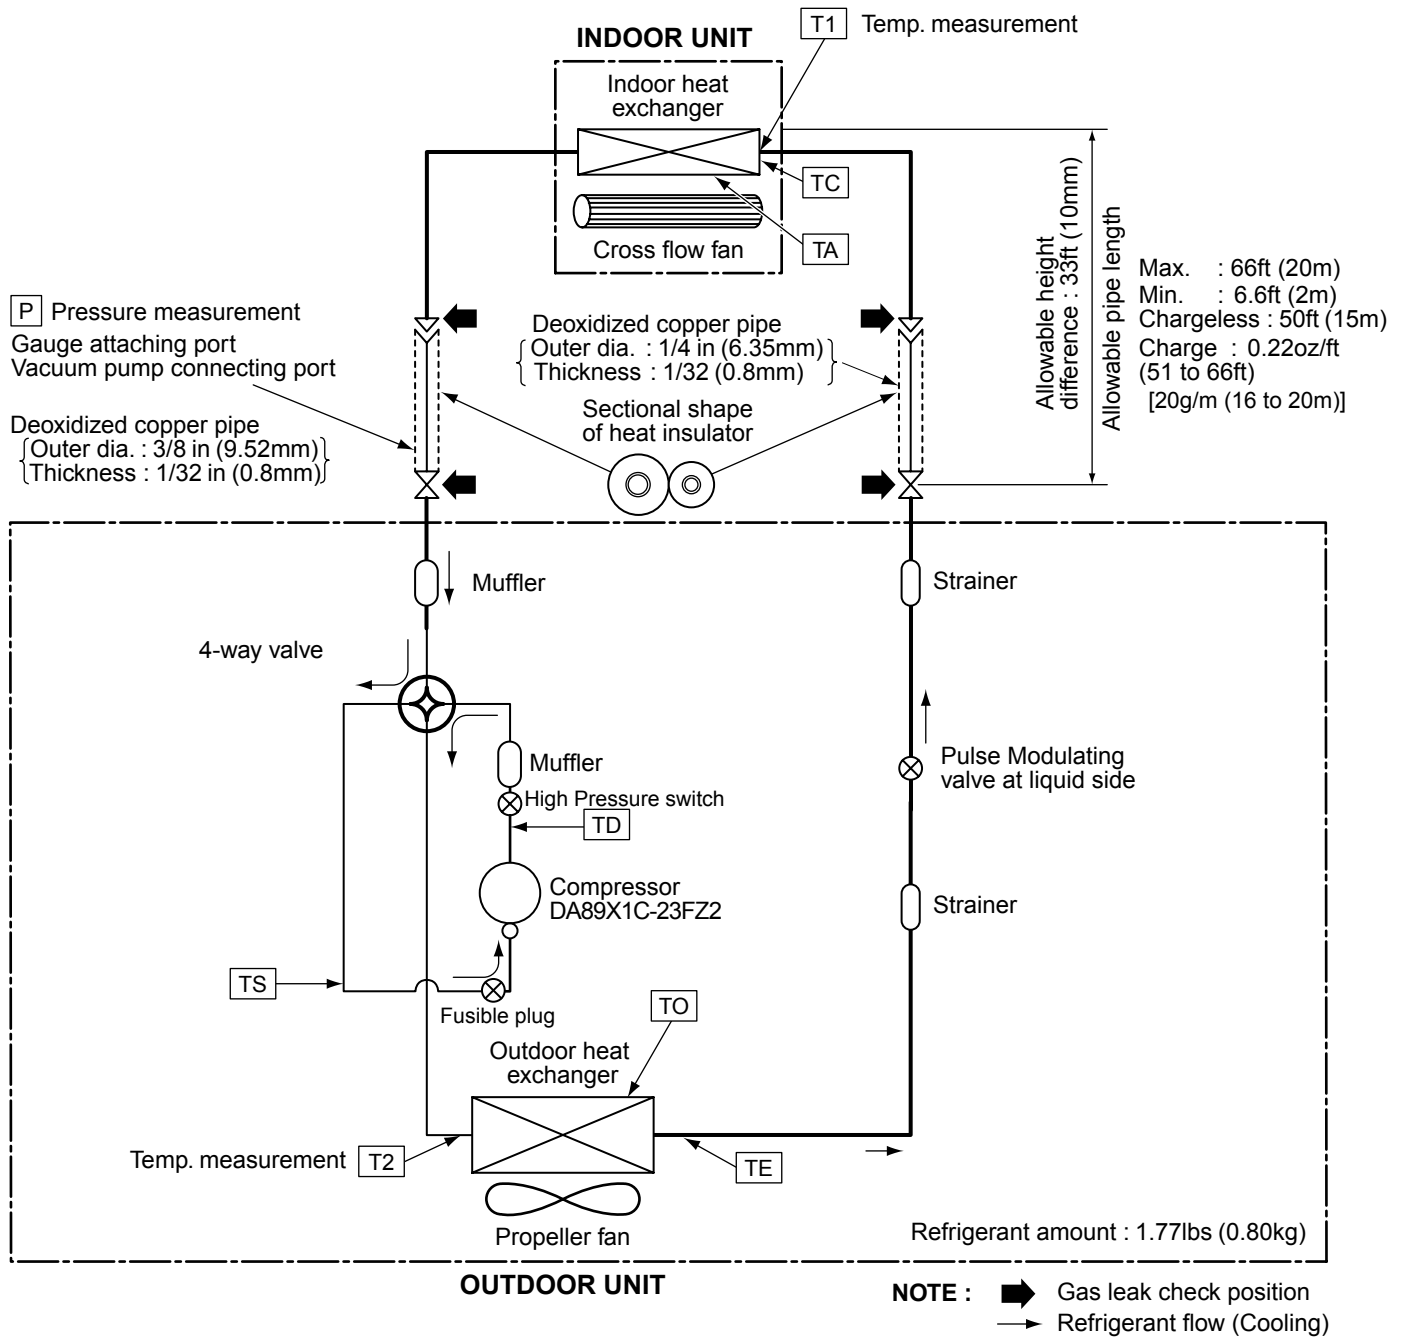 T1 Temp. measurement
INDOOR UNIT
Indoor heat
exchanger
TC
Cross flow fan
TA
Allowable height
difference : 33ft (10mm)
Allowable pipe length
Max. : 66ft (20m)
Min. : 6.6ft (2m)
Chargeless : 50ft (15m)
Charge : 0.22oz/ft
(51 to 66ft)
[20g/m (16 to 20m)]
P Pressure measurement
Gauge attaching port
Vacuum pump connecting port
Deoxidized copper pipe
Outer dia. : 3/8 in (9.52mm)
Thickness : 1/32 in (0.8mm)
Deoxidized copper pipe
Outer dia. : 1/4 in (6.35mm)
Thickness : 1/32 (0.8mm)
Sectional shape
of heat insulator
Muffler
Strainer
4-way valve
Muffler
High Pressure switch
TD
Pulse Modulating
valve at liquid side
Compressor
DA89X1C-23FZ2
Strainer
TS
Fusible plug
TO
Outdoor heat
exchanger
Temp. measurement T2
TE
Propeller fan
Refrigerant amount : 1.77lbs (0.80kg)
OUTDOOR UNIT
NOTE : Gas leak check position
Refrigerant flow (Cooling)